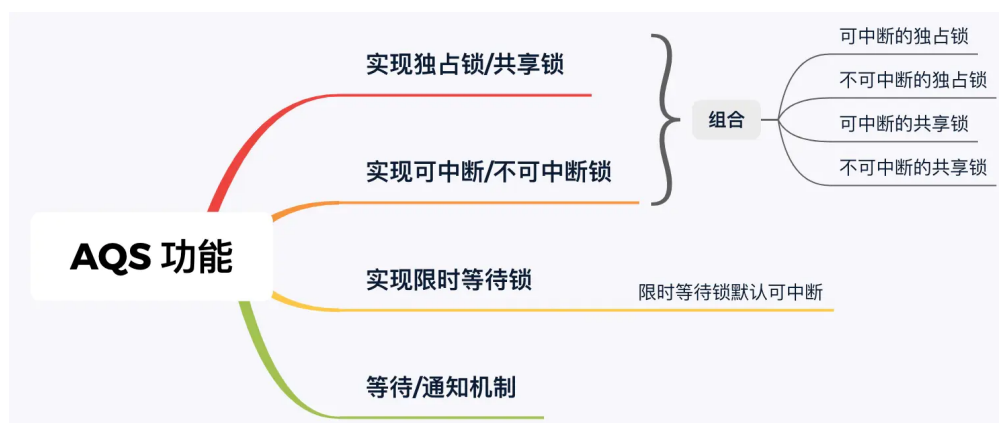 AQS 功能
实现独占锁/共享锁
实现可中断/不可中断锁
组合
可中断的独占锁
不可中断的独占锁
可中断的共享锁
不可中断的共享锁
实现限时等待锁
限时等待锁默认可中断
等待/通知机制